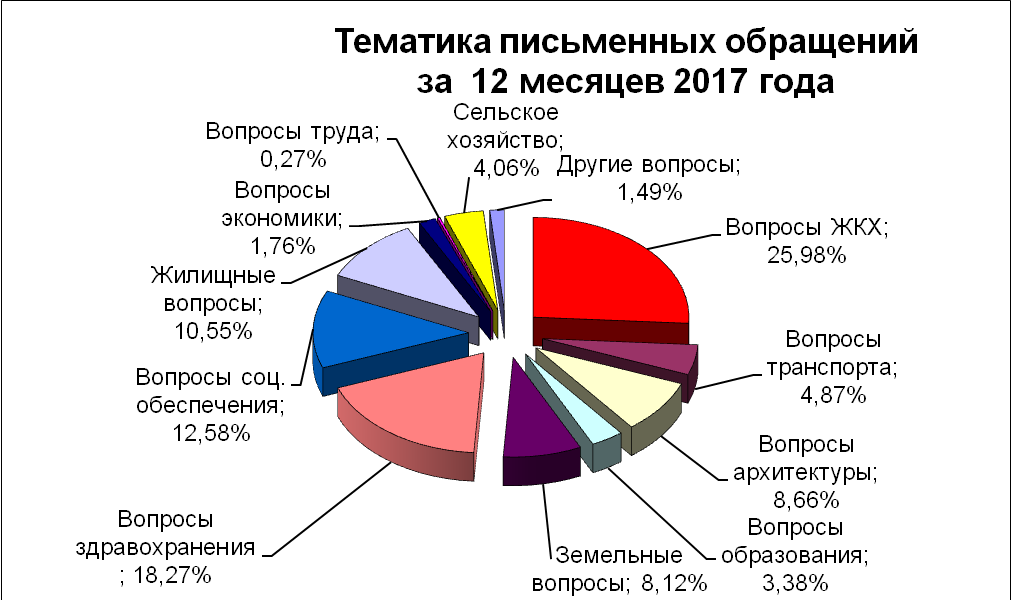 Тематика письменных обращений
за 12 месяцев 2017 года
Сельское
хозяйство;
4,06%
Другие вопросы;
1,49%
Вопросы ЖКХ;
25,98%
Вопросы
транспорта;
4,87%
Вопросы
архитектуры;
8,66%
Вопросы
образования;
3,38%
Земельные
вопросы; 8,12%
Вопросы
здравохранения
; 18,27%
Вопросы соц.
обеспечения;
12,58%
Жилищные
вопросы;
10,55%
Вопросы
экономики;
1,76%
Вопросы труда;
0,27%